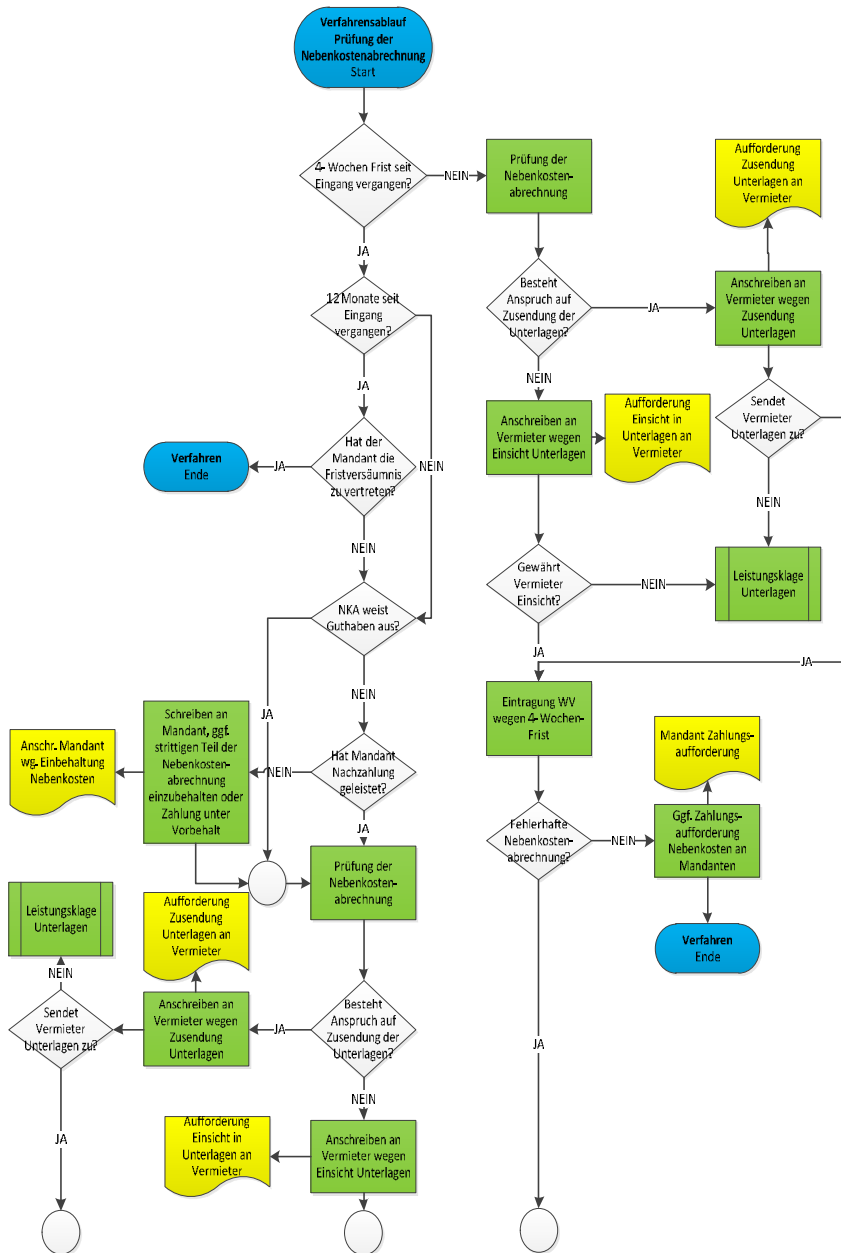 Verfahrensablauf
Prüfung der
Nebenkostenabrechnung
Start
4- Wochen Frist seit
Eingang vergangen?
NEIN
Prüfung der
Nebenkosten-
abrechnung
Aufforderung
Zusendung
Unterlagen an
Vermieter
JA
12 Monate seit
Eingang
vergangen?
Besteht
Anspruch auf
Zusendung der
Unterlagen?
JA
Anschreiben an
Vermieter wegen
Zusendung
Unterlagen
JA
NEIN
NEIN
Anschreiben an
Vermieter wegen
Einsicht Unterlagen
Aufforderung
Einsicht in
Unterlagen an
Vermieter
Sendet
Vermieter
Unterlagen zu?
Verfahren
Ende
JA
Hat der
Mandant die
Fristversäumnis
zu vertreten?
NEIN
NEIN
Gewährt
Vermieter
Einsicht?
NEIN
Leistungsklage
Unterlagen
NKA weist
Guthaben aus?
JA
JA
NEIN
JA
Schreiben an
Mandant, ggf.
strittigen Teil der
Nebenkosten-
abrechnung
einzubehalten oder
Zahlung unter
Vorbehalt
Anschr. Mandant
wg. Einbehaltung
Nebenkosten
NEIN
Hat Mandant
Nachzahlung
geleistet?
Eintragung WV
wegen 4- Wochen-
Frist
Mandant Zahlungs-
aufforderung
JA
Fehlerhafte
Nebenkosten-
abrechnung?
NEIN
Ggf. Zahlungs-
aufforderung
Nebenkosten an
Mandanten
Prüfung der
Nebenkosten-
abrechnung
Leistungsklage
Unterlagen
Aufforderung
Zusendung
Unterlagen an
Vermieter
Verfahren
Ende
NEIN
Sendet
Vermieter
Unterlagen zu?
Anschreiben an
Vermieter wegen
Zusendung
Unterlagen
JA
Besteht
Anspruch auf
Zusendung der
Unterlagen?
JA
NEIN
JA
Aufforderung
Einsicht in
Unterlagen an
Vermieter
Anschreiben an
Vermieter wegen
Einsicht Unterlagen